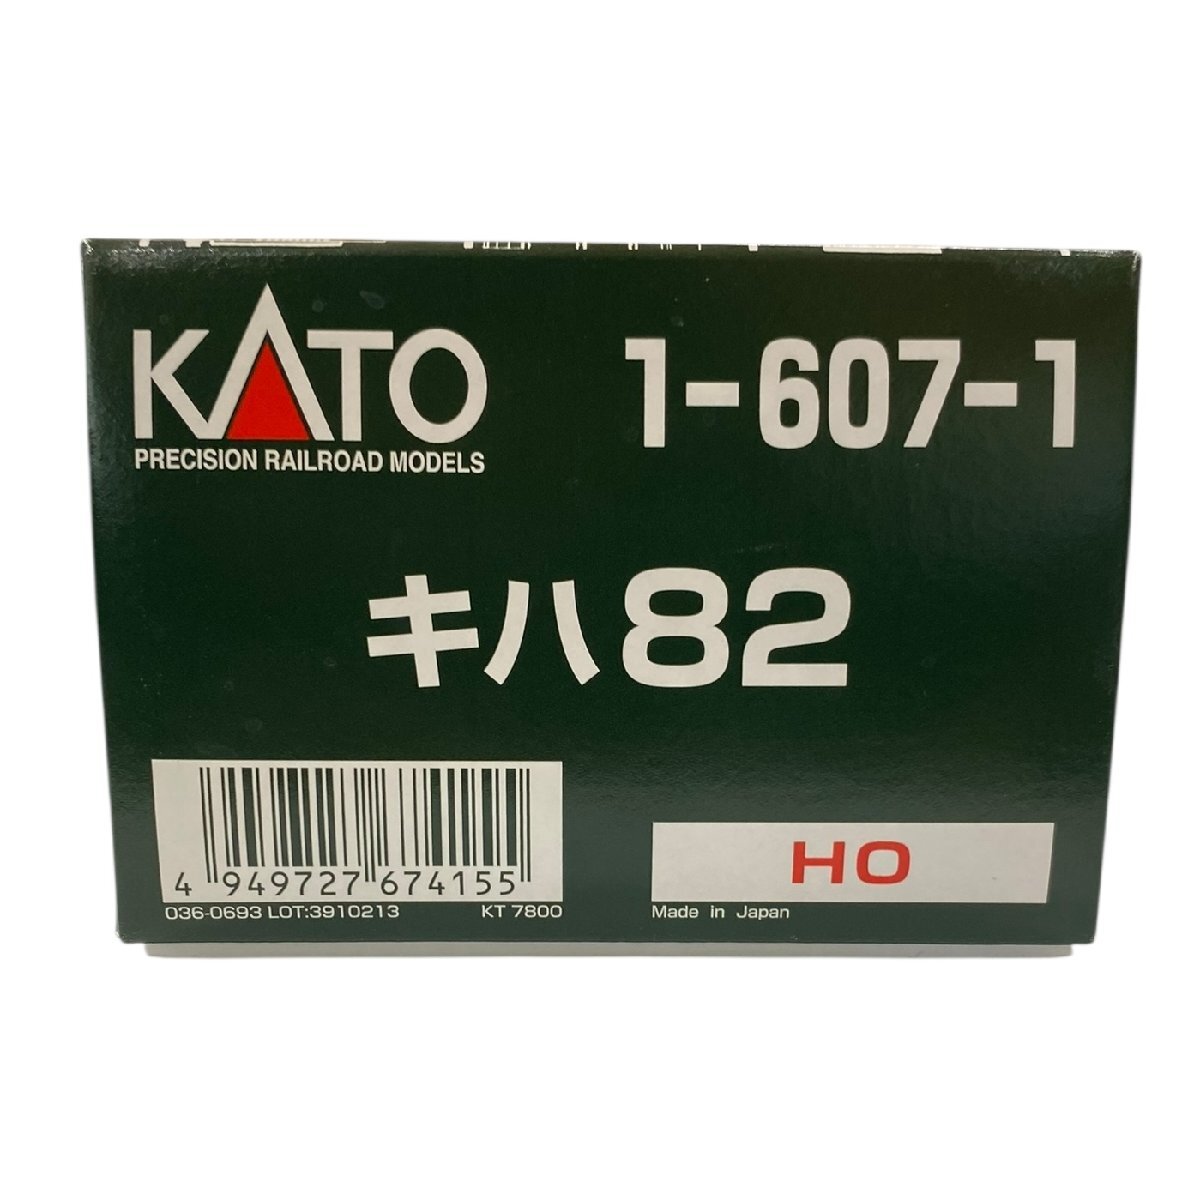 KATO
PRECISION RAILROAD MODELS
1-607-1
キハ82
4 949727 674155
036-0693 LOT:3910213 KT 7800
HO
Made in Japan